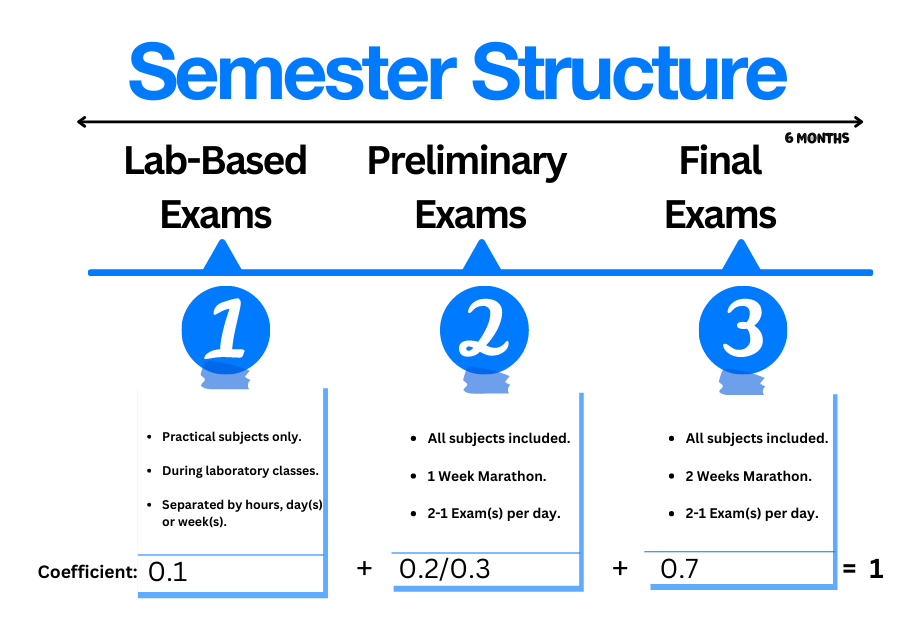 Semester Structure
6 MONTHS
Lab-Based
Exams
Preliminary
Exams
Final
Exams
1
2
3
• Practical subjects only.
• During laboratory classes.
• Separated by hours, day(s)
or week(s).
• All subjects included.
• 1 Week Marathon.
• 2-1 Exam(s) per day.
• All subjects included.
• 2 Weeks Marathon.
• 2-1 Exam(s) per day.
Coefficient: 0.1 + 0.2/0.3 + 0.7 = 1